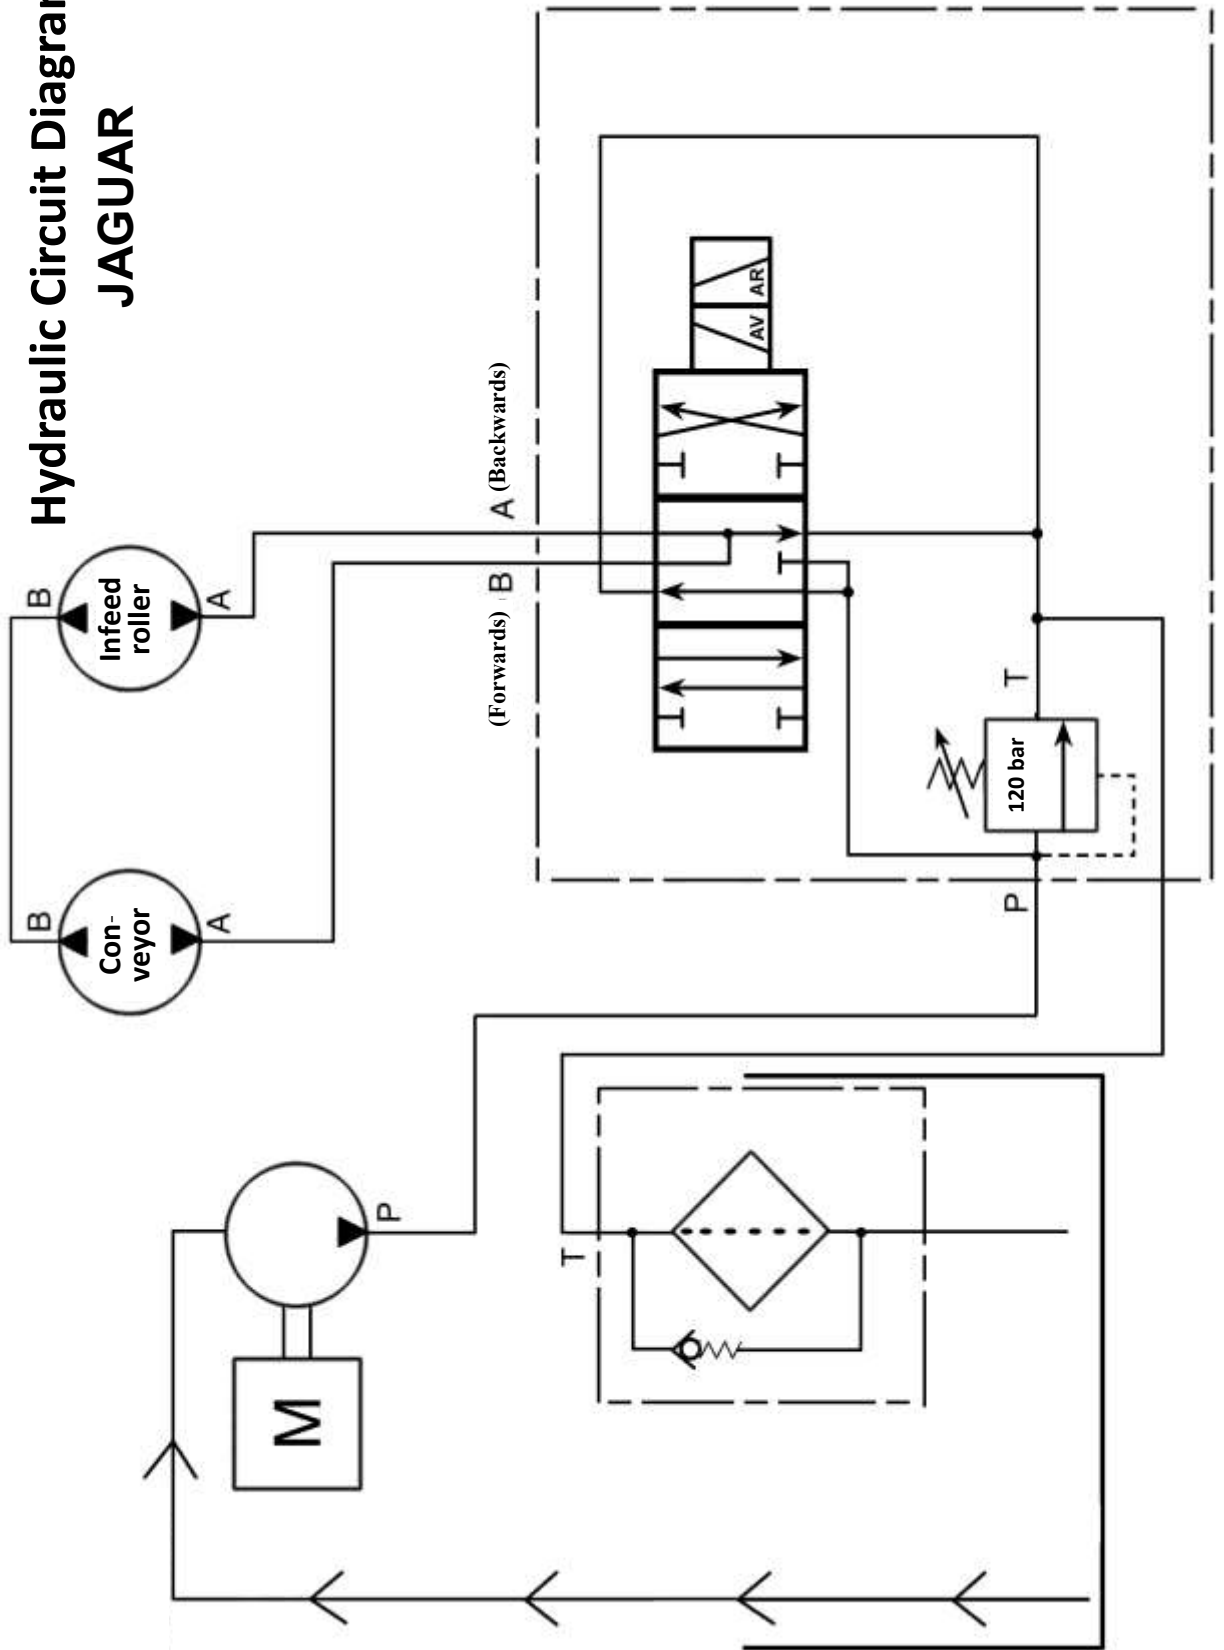 Hydraulic Circuit Diagram
JAGUAR
B
B
Con-
veyor
Infeed
roller
A
A
M
P
(Forwards)
B
A
(Backwards)
AV
AR
T
P
120 bar
T